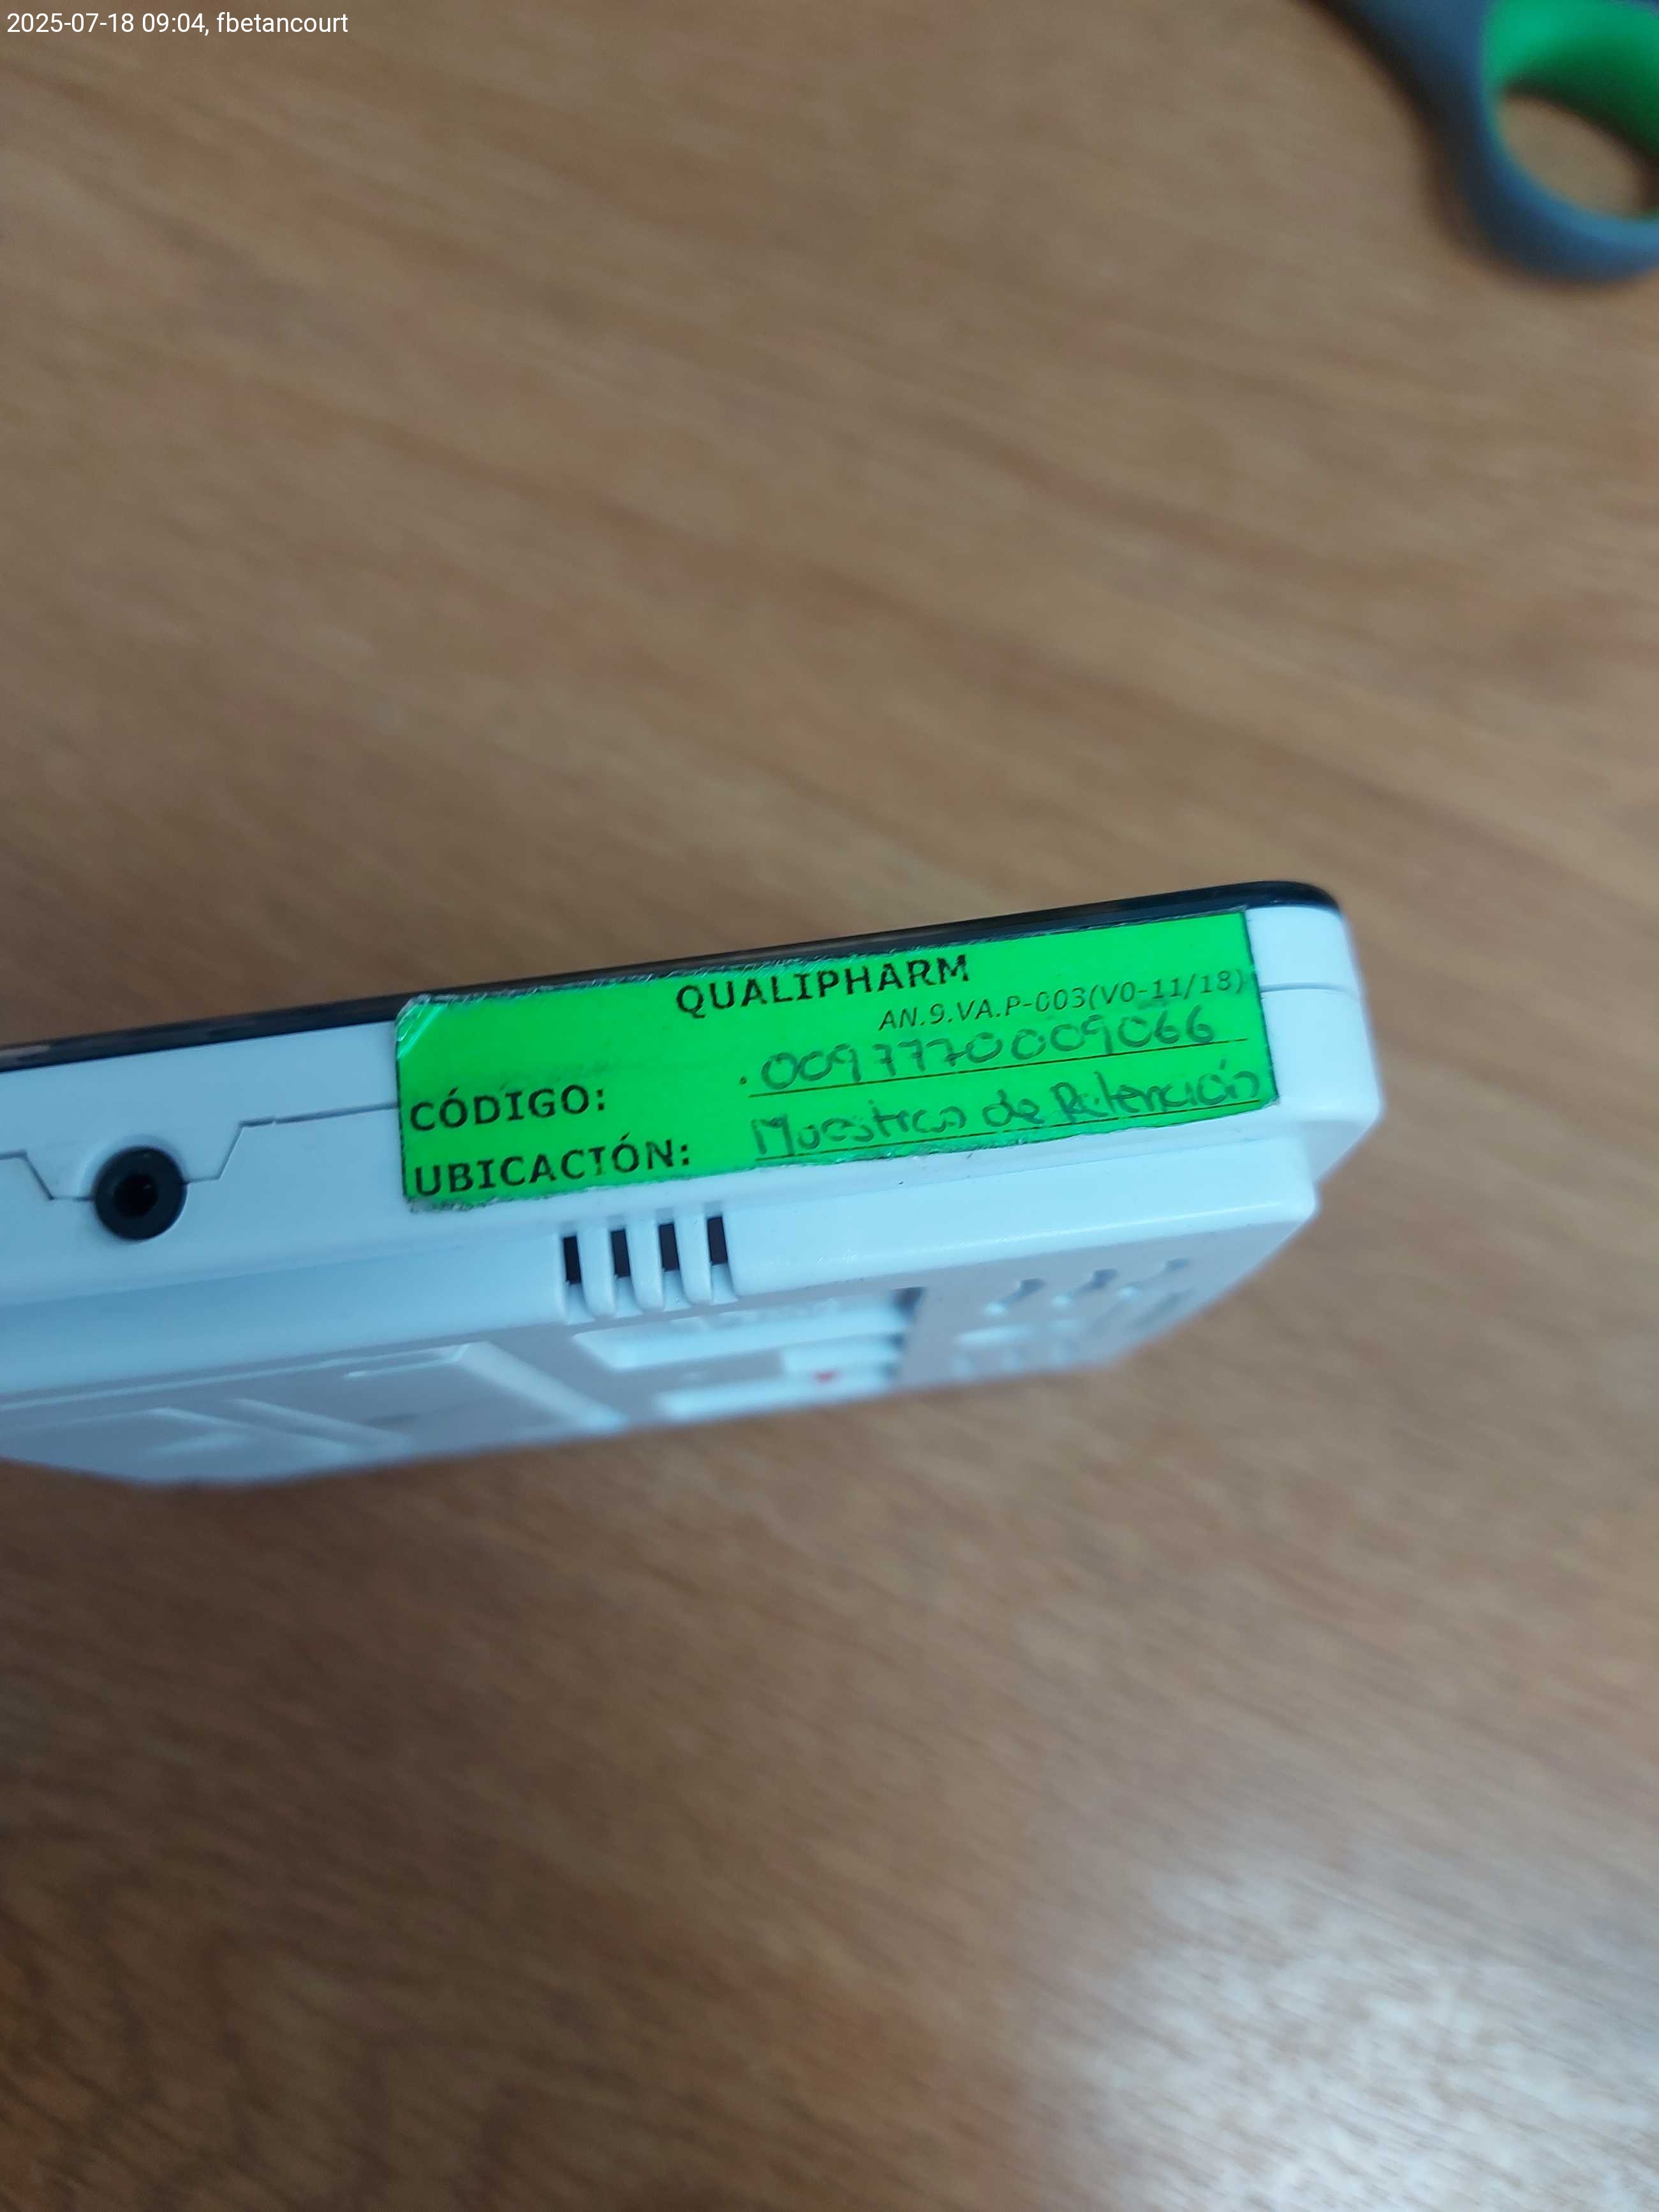 2025-07-18 09:04, fbetancourt
QUALIPHARM
AN.9.VA.P-003(V0-11/18)
CÓDIGO: .0097770009066
UBICACIÓN: Muestras de Retención